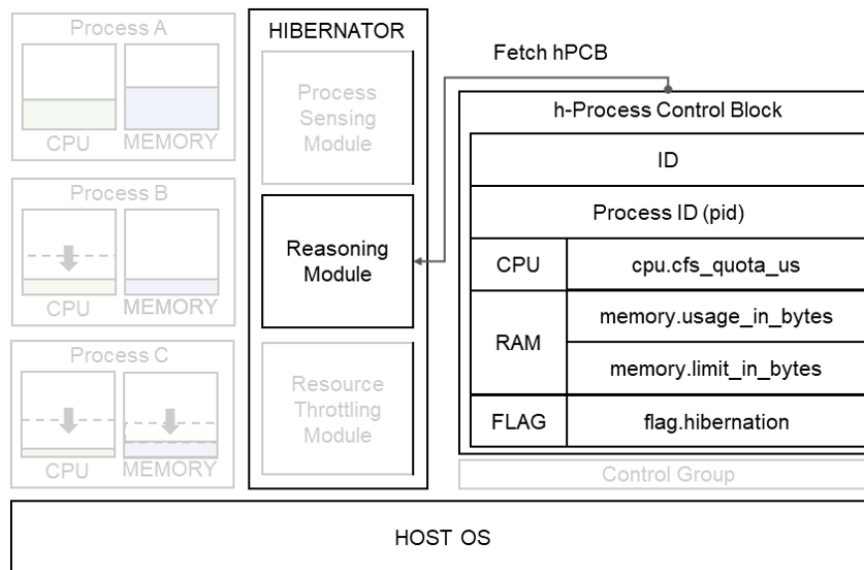 Process A
CPU
MEMORY
Process B
CPU
MEMORY
Process C
CPU
MEMORY
HIBERNATOR
Process
Sensing
Module
Reasoning
Module
Resource
Throttling
Module
Fetch hPCB
h-Process Control Block
ID
Process ID (pid)
CPU
cpu.cfs_quota_us
RAM
memory.usage_in_bytes
memory.limit_in_bytes
FLAG
flag.hibernation
Control Group
HOST OS